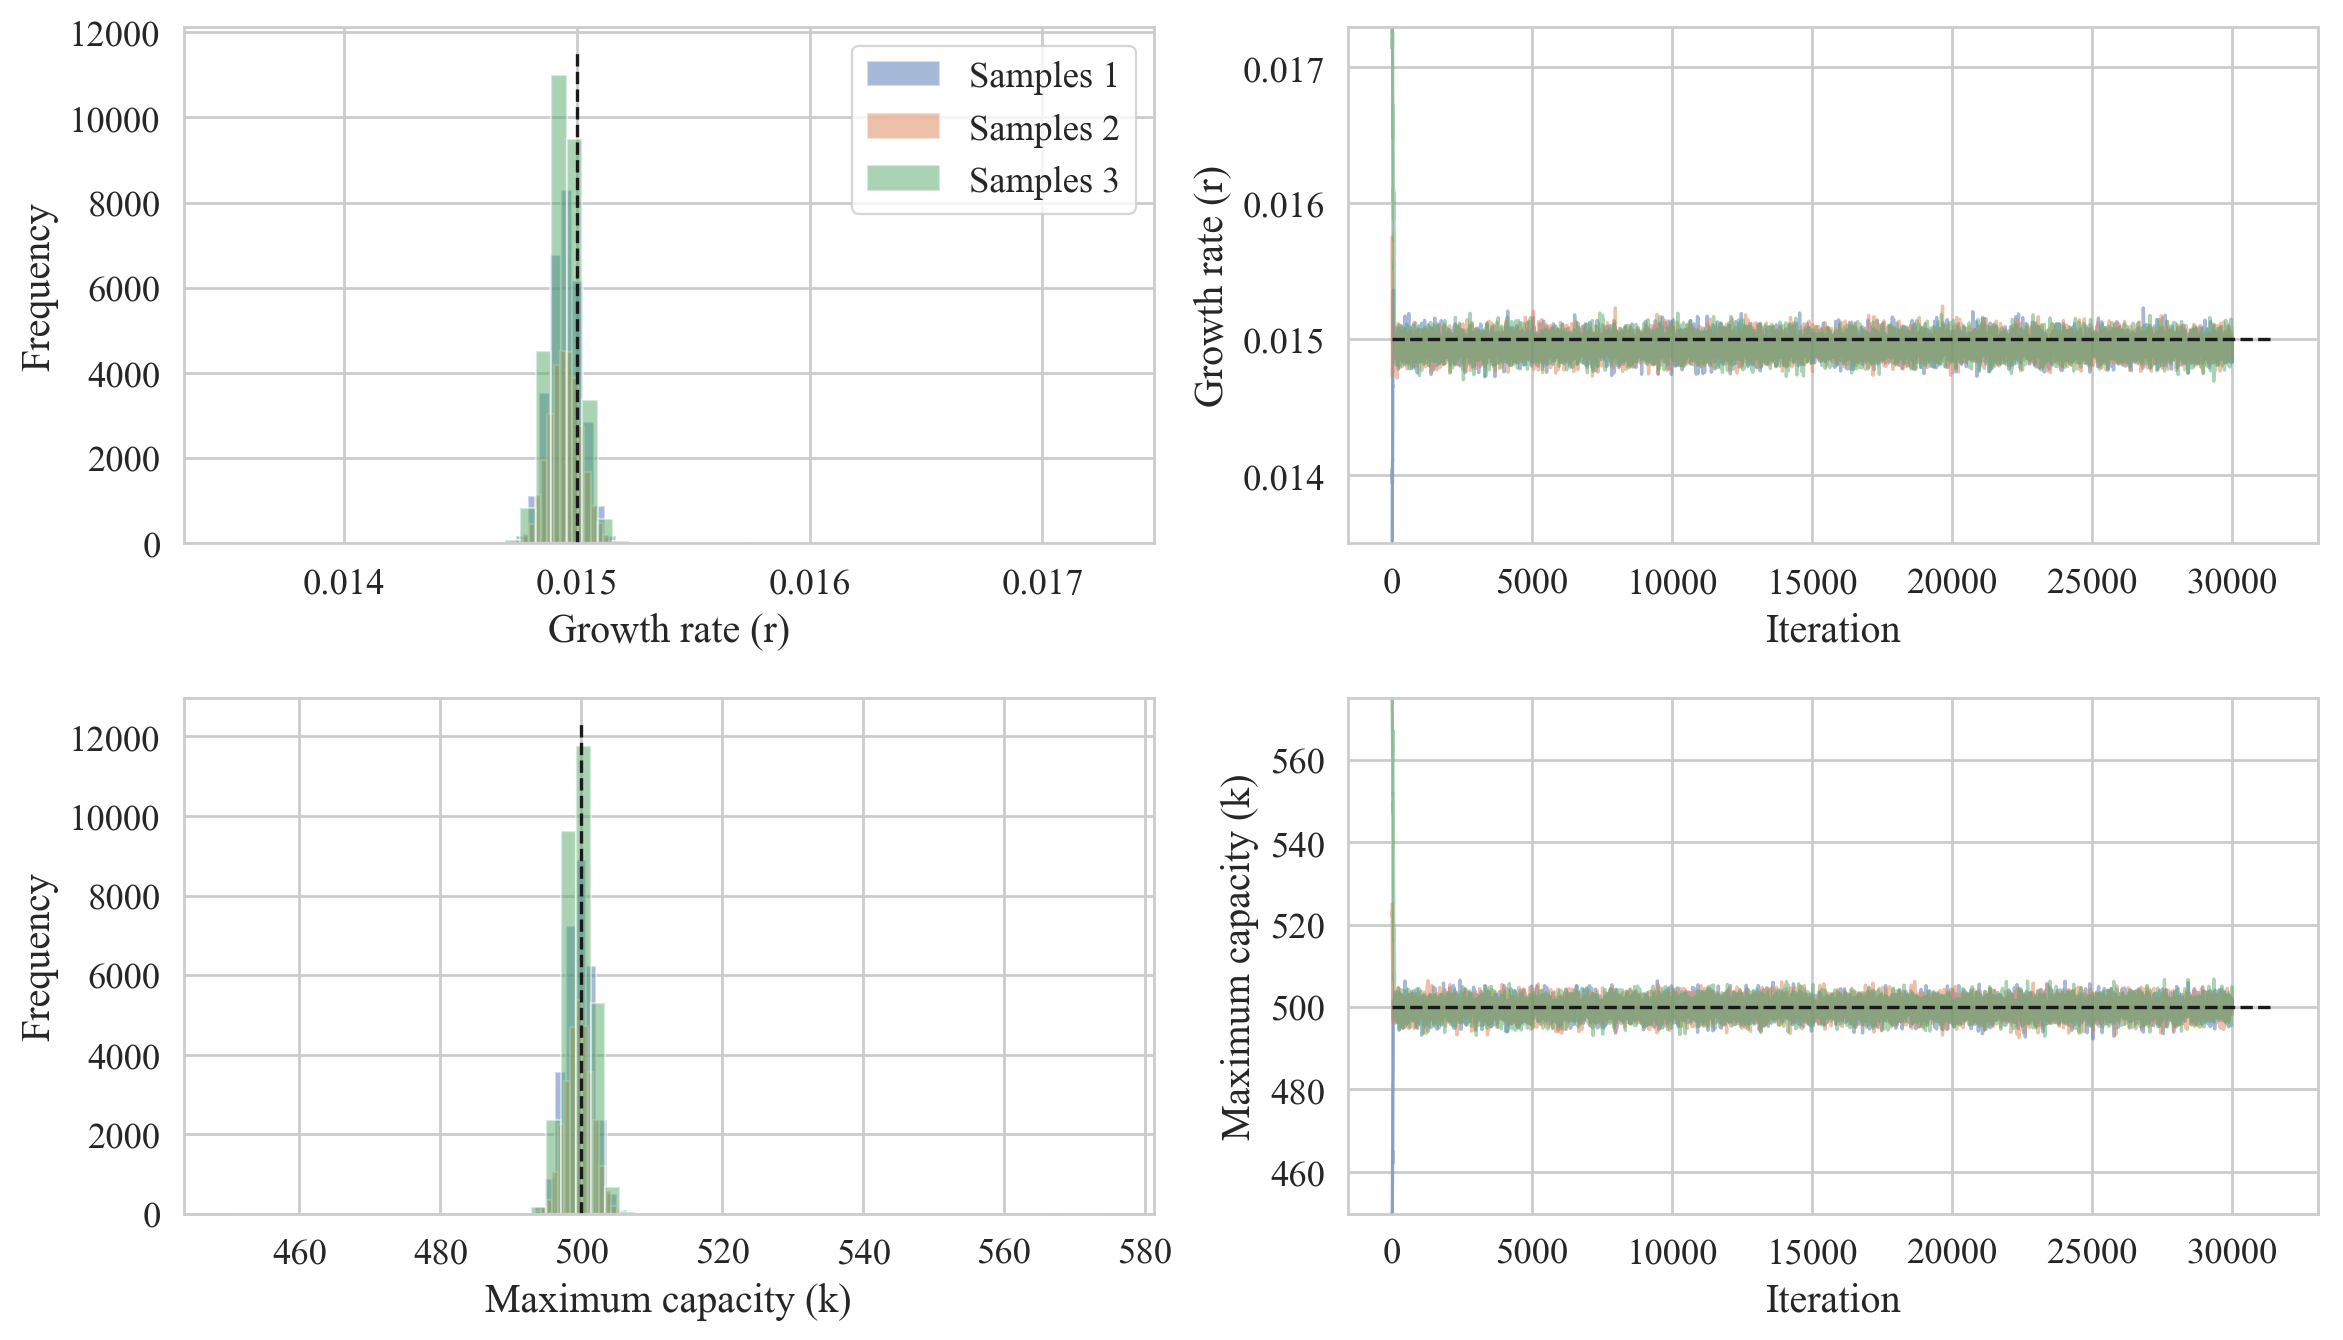 12000
10000
8000
6000
4000
2000
0
Frequency
0.014 0.015 0.016 0.017
Growth rate (r)
Samples 1
Samples 2
Samples 3
0.017
0.016
0.015
0.014
Growth rate (r)
0 5000 10000 15000 20000 25000 30000
Iteration
12000
10000
8000
6000
4000
2000
0
Frequency
460 480 500 520 540 560 580
Maximum capacity (k)
560
540
520
500
480
460
Maximum capacity (k)
0 5000 10000 15000 20000 25000 30000
Iteration